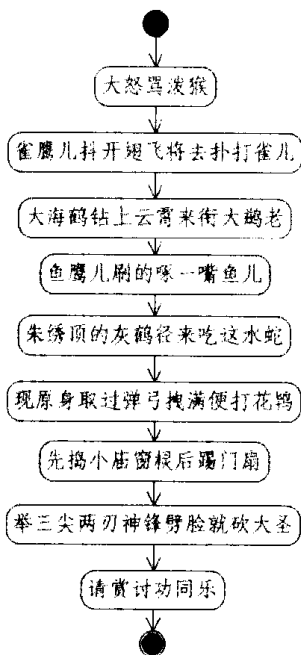 大怒骂泼猴
雀鹰儿抖开翅飞将去扑打雀儿
大海鹤钻上云霄来衔大鹚老
鱼鹰儿刷的啄一嘴鱼儿
朱绣顶的灰鹤径来吃这水蛇
现原身取过弹弓拽满便打花鸨
先捣小庙窗棂后踢门扇
举三尖两刃神锋劈脸就砍大圣
请赏讨功同乐